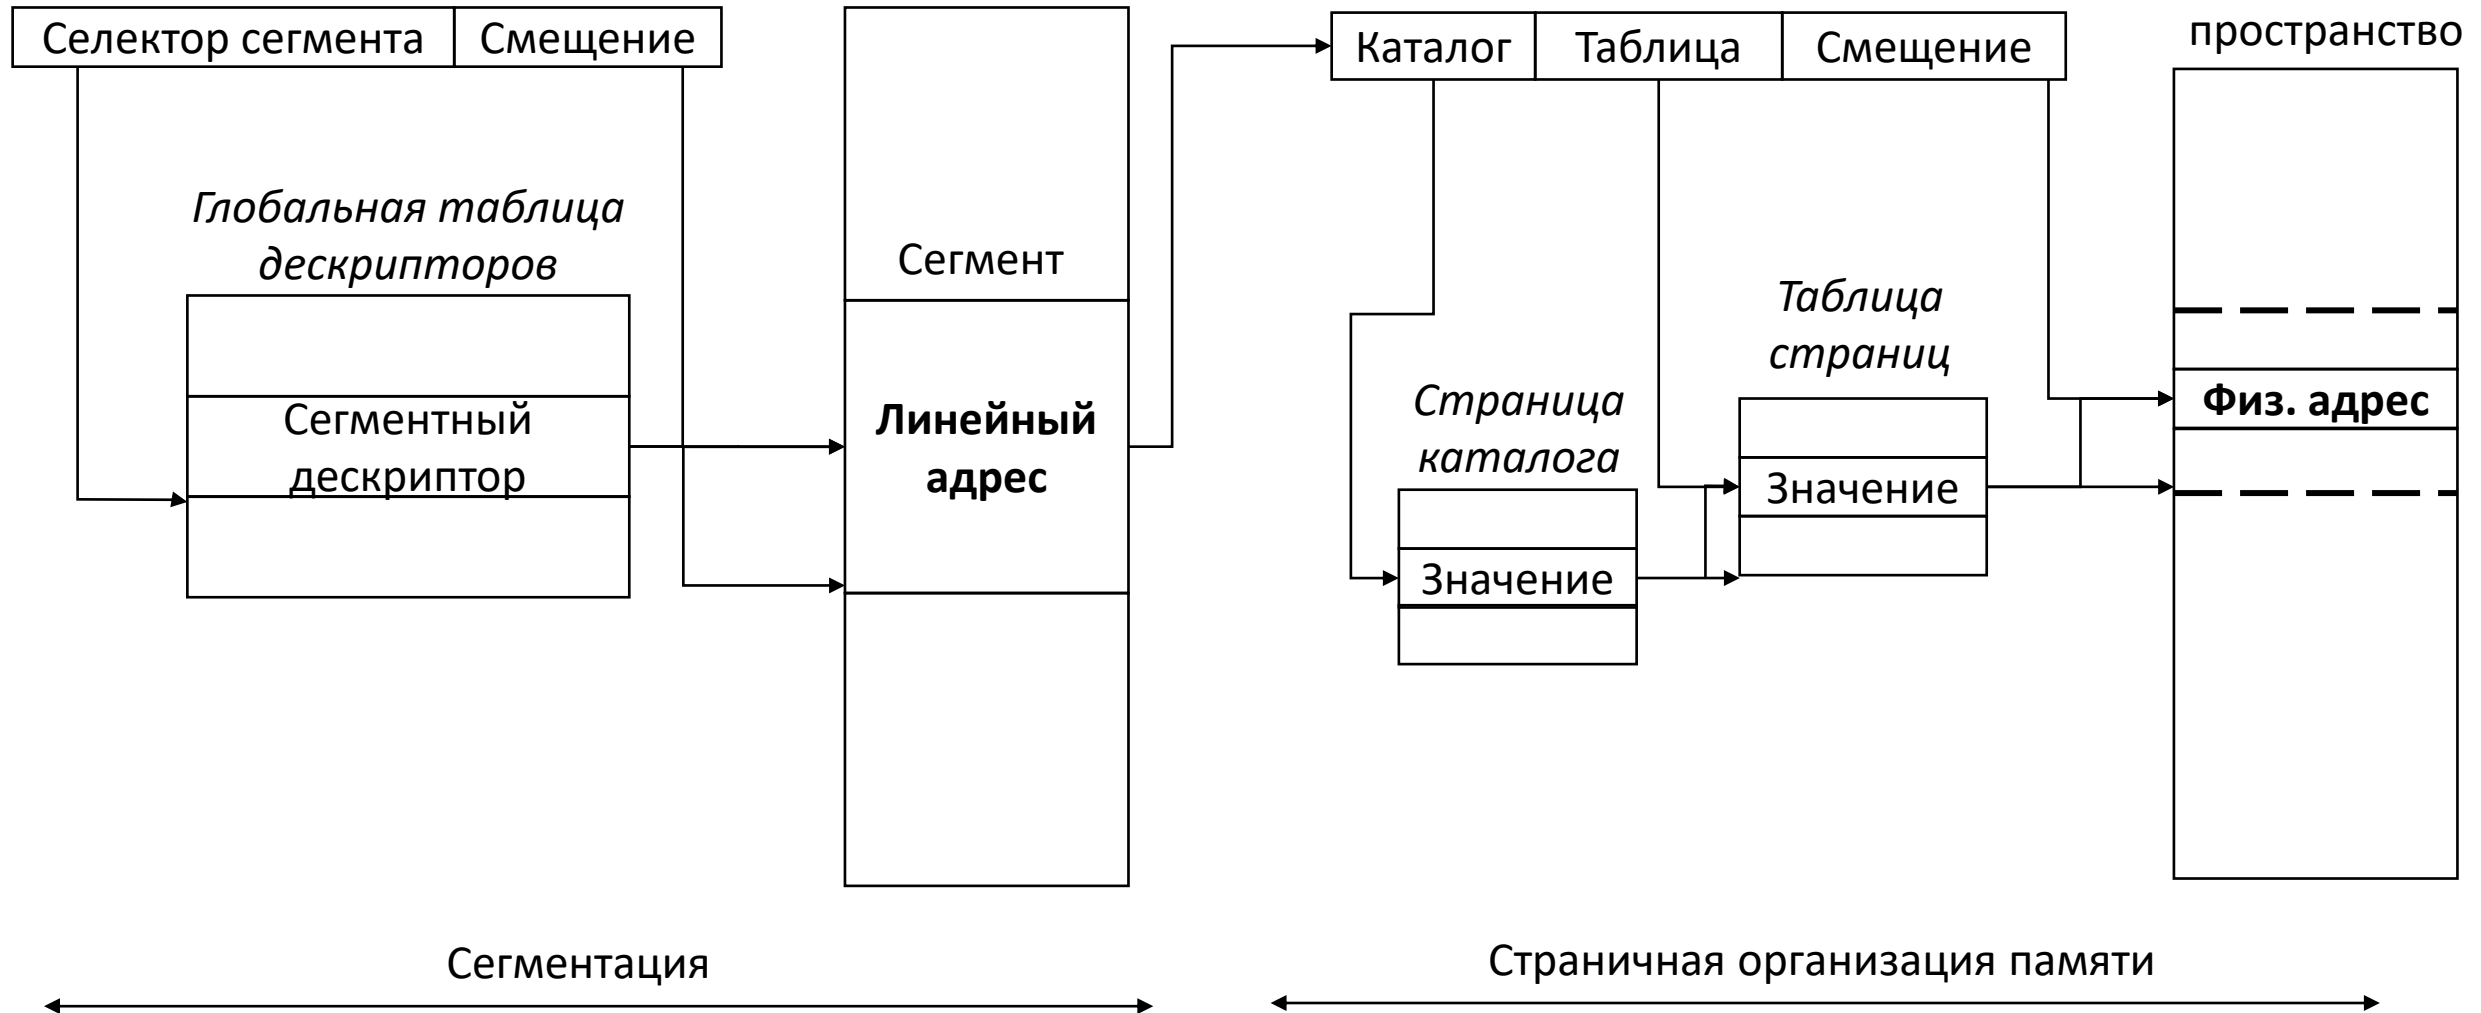 Селектор сегмента
Смещение
Глобальная таблица
дескрипторов
Сегментный
дескриптор
Сегмент
Линейный
адрес
Каталог
Таблица
Смещение
Страница
каталога
Значение
Таблица
страниц
Значение
пространство
Физ. адрес
Сегментация
Страничная организация памяти